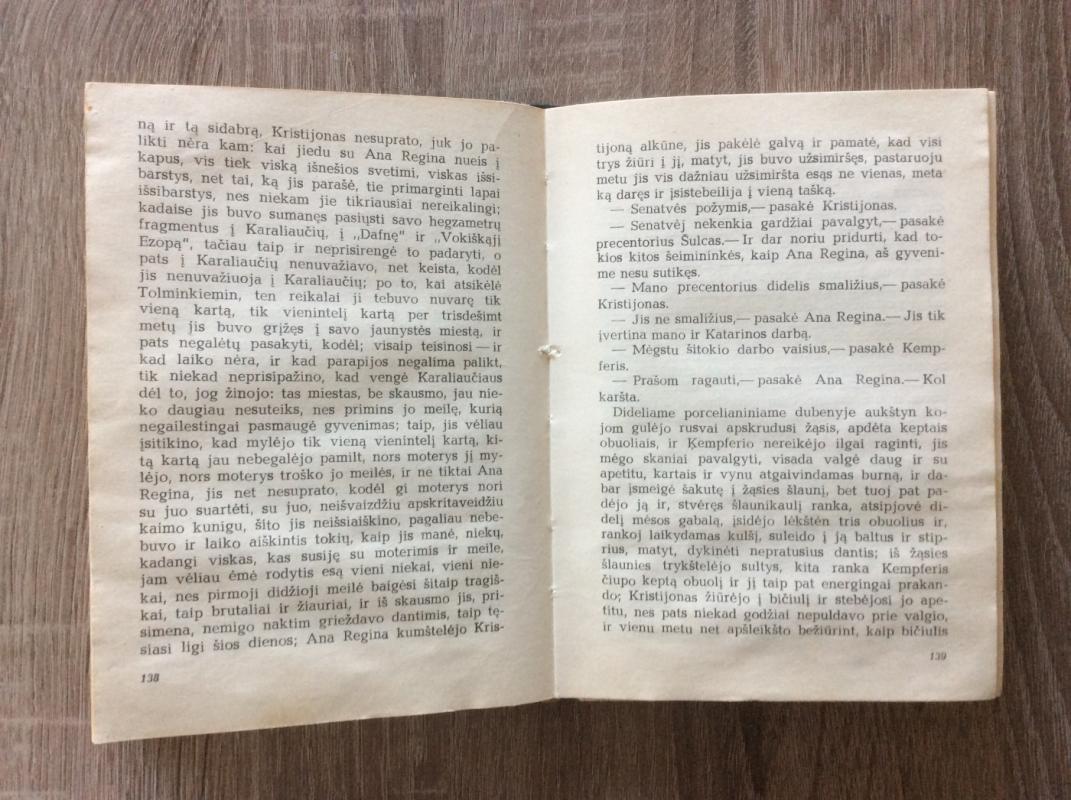 ną ir tą sidabrą, Kristijonas nesuprato, juk jo pa-
likti nėra kam: kai jiedu su Ana Regina nueis į
kapus, vis tiek viską išnešios svetimi, viskas išsi-
barstys, net tai, ką jis parašė, tie primarginti lapai
išsibarstys, nes niekam jie tikriausiai nereikalingi;
kadaise jis buvo sumanęs pasiųsti savo hegzametrų
fragmentus į Karaliaučių, į „Dafnę" ir „Vokiškąjį
Ezopą", tačiau taip ir neprisirengė to padaryti, o
pats į Karaliaučių nenuvažiavo, net keista, kodėl
jis nenuvažiuoja į Karaliaučių; po to, kai atsikėlė
Tolminkiemin, ten reikalai jį tebuvo nuvarę tik
vieną kartą, tik vienintelį kartą per trisdešimt
metų jis buvo grįžęs į savo jaunystės miestą, ir
pats negalėtų pasakyti, kodėl; visaip teisinosi — ir
kad laiko nėra, ir kad parapijos negalima palikt,
tik niekad neprisipažino, kad vengė Karaliaučiaus
dėl to, jog žinojo: tas miestas, be skausmo, jau nie-
ko daugiau nesuteiks, nes primins jo meilę, kurią
negailestingai pasmaugė gyvenimas; taip, jis vėliau
įsitikino, kad mylėjo tik vieną vienintelį kartą, ki-
tą kartą jau nebegalėjo pamilt, nors moterys jį my-
lėjo, nors moterys troško jo meilės, ir ne tiktai Ana
Regina, jis net nesuprato, kodėl gi moterys nori
su juo suartėti, su juo, neišvaizdžiu apskritaveidžiu
kaimo kunigu, šito jis neišsiaiškino, pagaliau nebe-
buvo ir laiko aiškintis tokių, kaip jis manė, niekų,
kadangi viskas, kas susiję su moterimis ir meile,
jam vėliau ėmė rodytis esą vieni niekai, vieni nie-
kai, nes pirmoji didžioji meilė baigėsi šitaip tragiš-
kai, taip brutaliai ir žiauriai, ir iš skausmo jis, pri-
simena, nemigo naktim grieždavo dantimis, taip tę-
siasi ligi šios dienos; Ana Regina kumštelėjo Kris-
138
tijoną alkūne, jis pakėlė galvą ir pamatė, kad visi
trys žiūri į jį, matyt, jis buvo užsimiršęs, pastaruoju
metu jis vis dažniau užsimiršta esąs ne vienas, meta
ką daręs ir įsistebeilija į vieną tašką.
— Senatvės požymis,— pasakė Kristijonas.
— Senatvėj nekenkia gardžiai pavalgyt,— pasakė
precentorius Šulcas.— Ir dar noriu pridurti, kad to-
kios kitos šeimininkės, kaip Ana Regina, aš gyveni-
me nesu sutikęs.
— Mano precentorius didelis smaližius,— pasakė
Kristijonas.
— Jis ne smaližius,— pasakė Ana Regina.— Jis tik
įvertina mano ir Katarinos darbą.
— Mėgstu šitokio darbo vaisius,— pasakė Kemp-
feris.
— Prašom ragauti,— pasakė Ana Regina.— Kol
karšta.
Dideliame porcelianiniame dubenyje aukštyn ko-
jom gulėjo rusvai apskrudusi žąsis, apdėta keptais
obuoliais, ir Kempferio nereikėjo ilgai raginti, jis
mėgo skaniai pavalgyti, visada valgė daug ir su
apetitu, kartais ir vynu atgaivindamas burną, ir da-
bar įsmeigė šakutę į žąsies šlaunį, bet tuoj pat pa-
dėjo ją ir, stvėręs šlaunikaulį ranka, atsipjovė di-
delį mėsos gabalą, įsidėjo lėkštėn tris obuolius ir,
rankoj laikydamas kulšį, suleido į ją baltus ir stip-
rius, matyt, dykinėti nepratusius dantis; iš žąsies
šlaunies trykštelėjo sultys, kita ranka Kempferis
čiupo keptą obuolį ir jį taip pat energingai prakan-
do; Kristijonas žiūrėjo į bičiulį ir stebėjosi jo ape-
titu, nes pats niekad godžiai nepuldavo prie valgio,
ir vienu metu net apšleikšto bežiūrint, kaip bičiulis
139